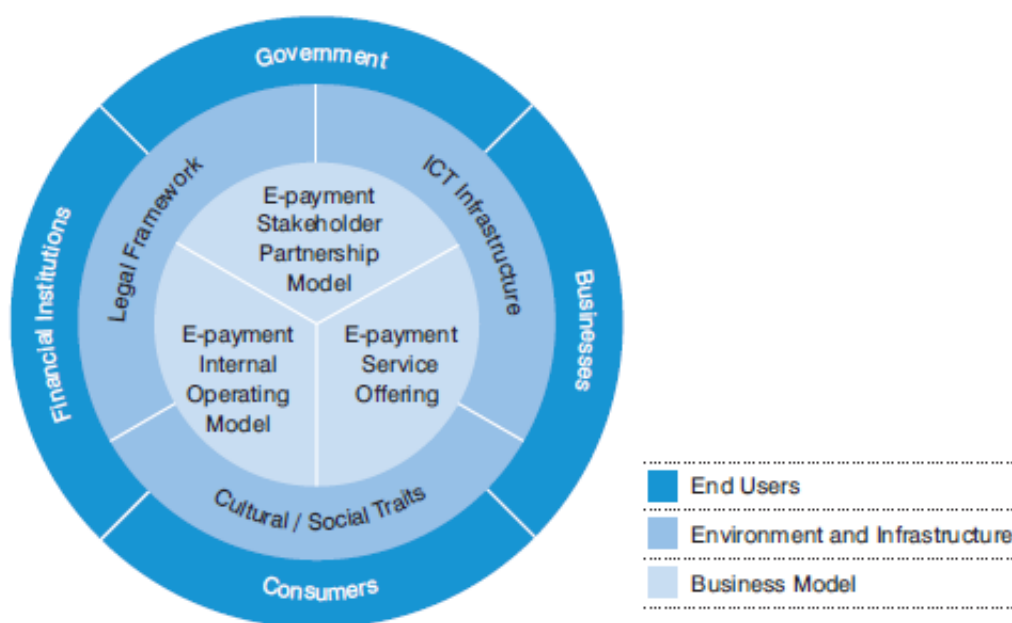 Government
Financial Institutions
Legal Framework
ICT Infrastructure
Businesses
E-payment
Stakeholder
Partnership
Model
E-payment
Internal
Operating
Model
E-payment
Service
Offering
Cultural / Social Traits
Consumers
End Users
Environment and Infrastructure
Business Model